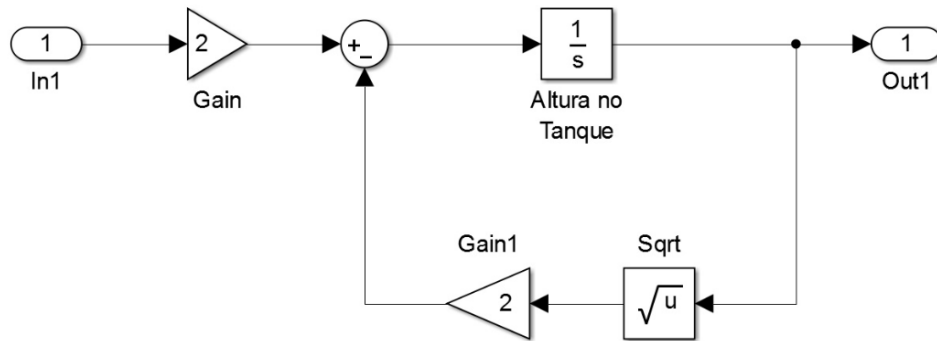 1
In1
2
Gain
+
−
1
s
Altura no
Tanque
1
Out1
Gain1
2
Sqrt
√u